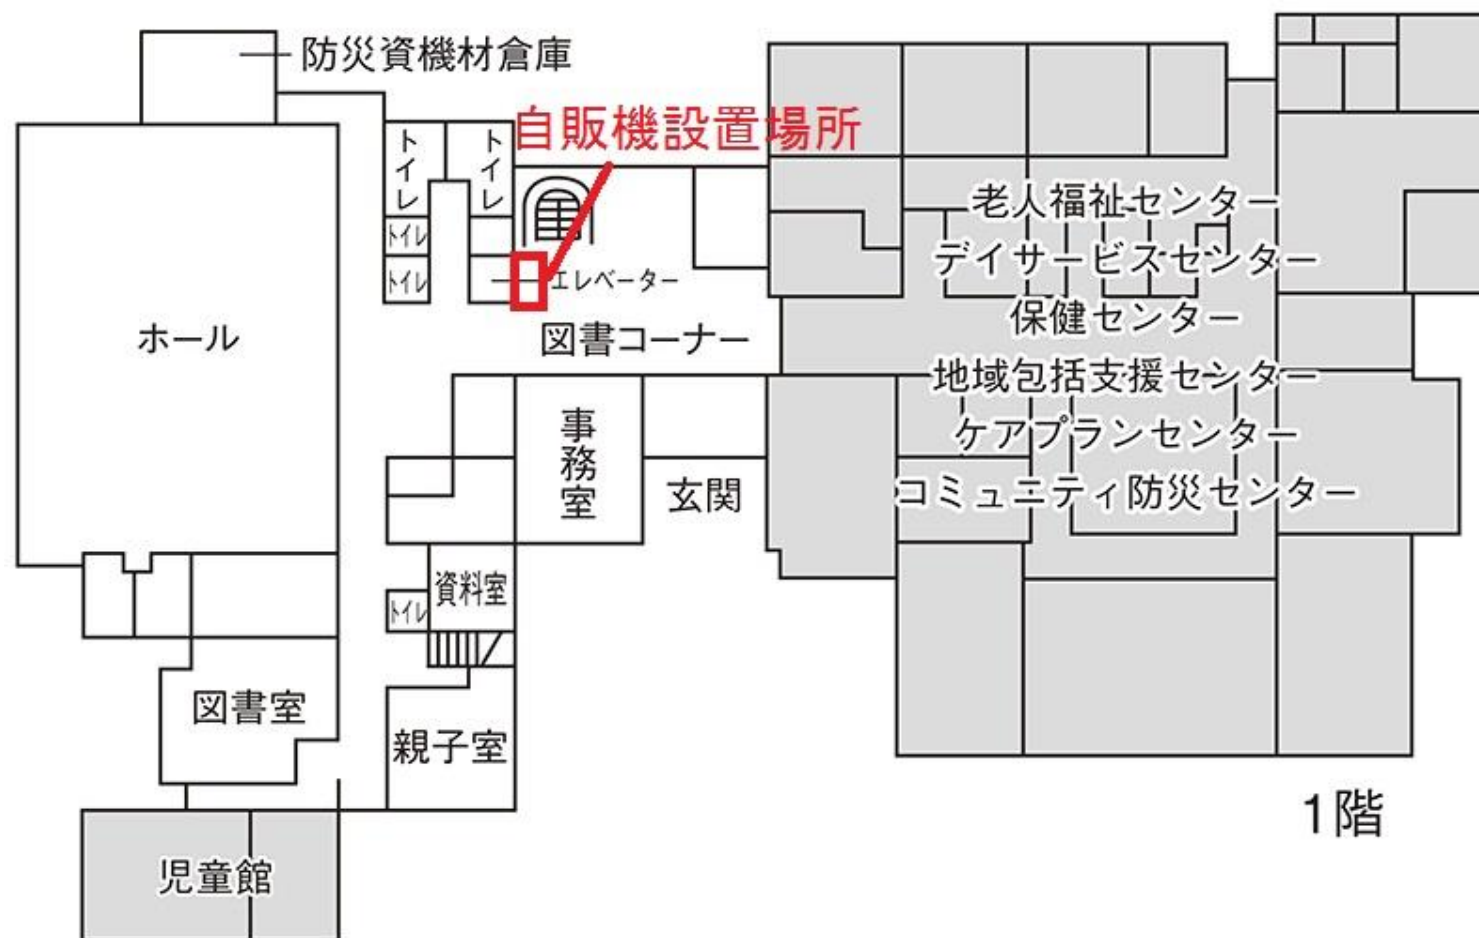 防災資機材倉庫
自販機設置場所
トイレ
トイレ
トイレ
トイレ
エレベーター
ホール
図書コーナー
老人福祉センター
デイサービスセンター
保健センター
地域包括支援センター
ケアプランセンター
コミュニティ防災センター
事務室
玄関
資料室
トイレ
図書室
親子室
児童館
1階